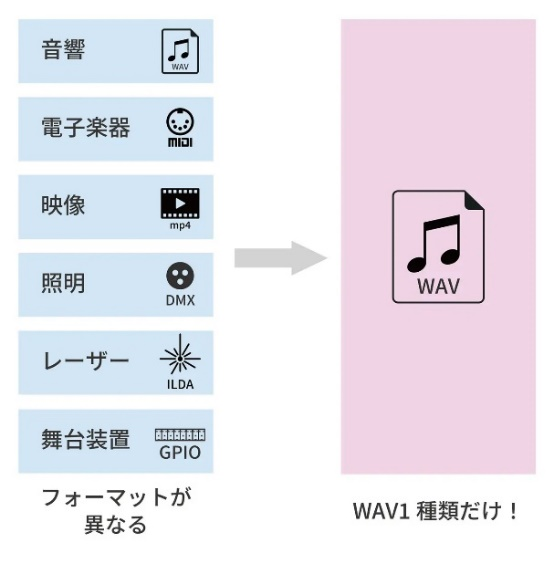 音響
WAV
電子楽器
MIDI
映像
mp4
照明
DMX
レーザー
ILDA
舞台装置
GPIO
フォーマットが
異なる
WAV
WAV1 種類だけ！